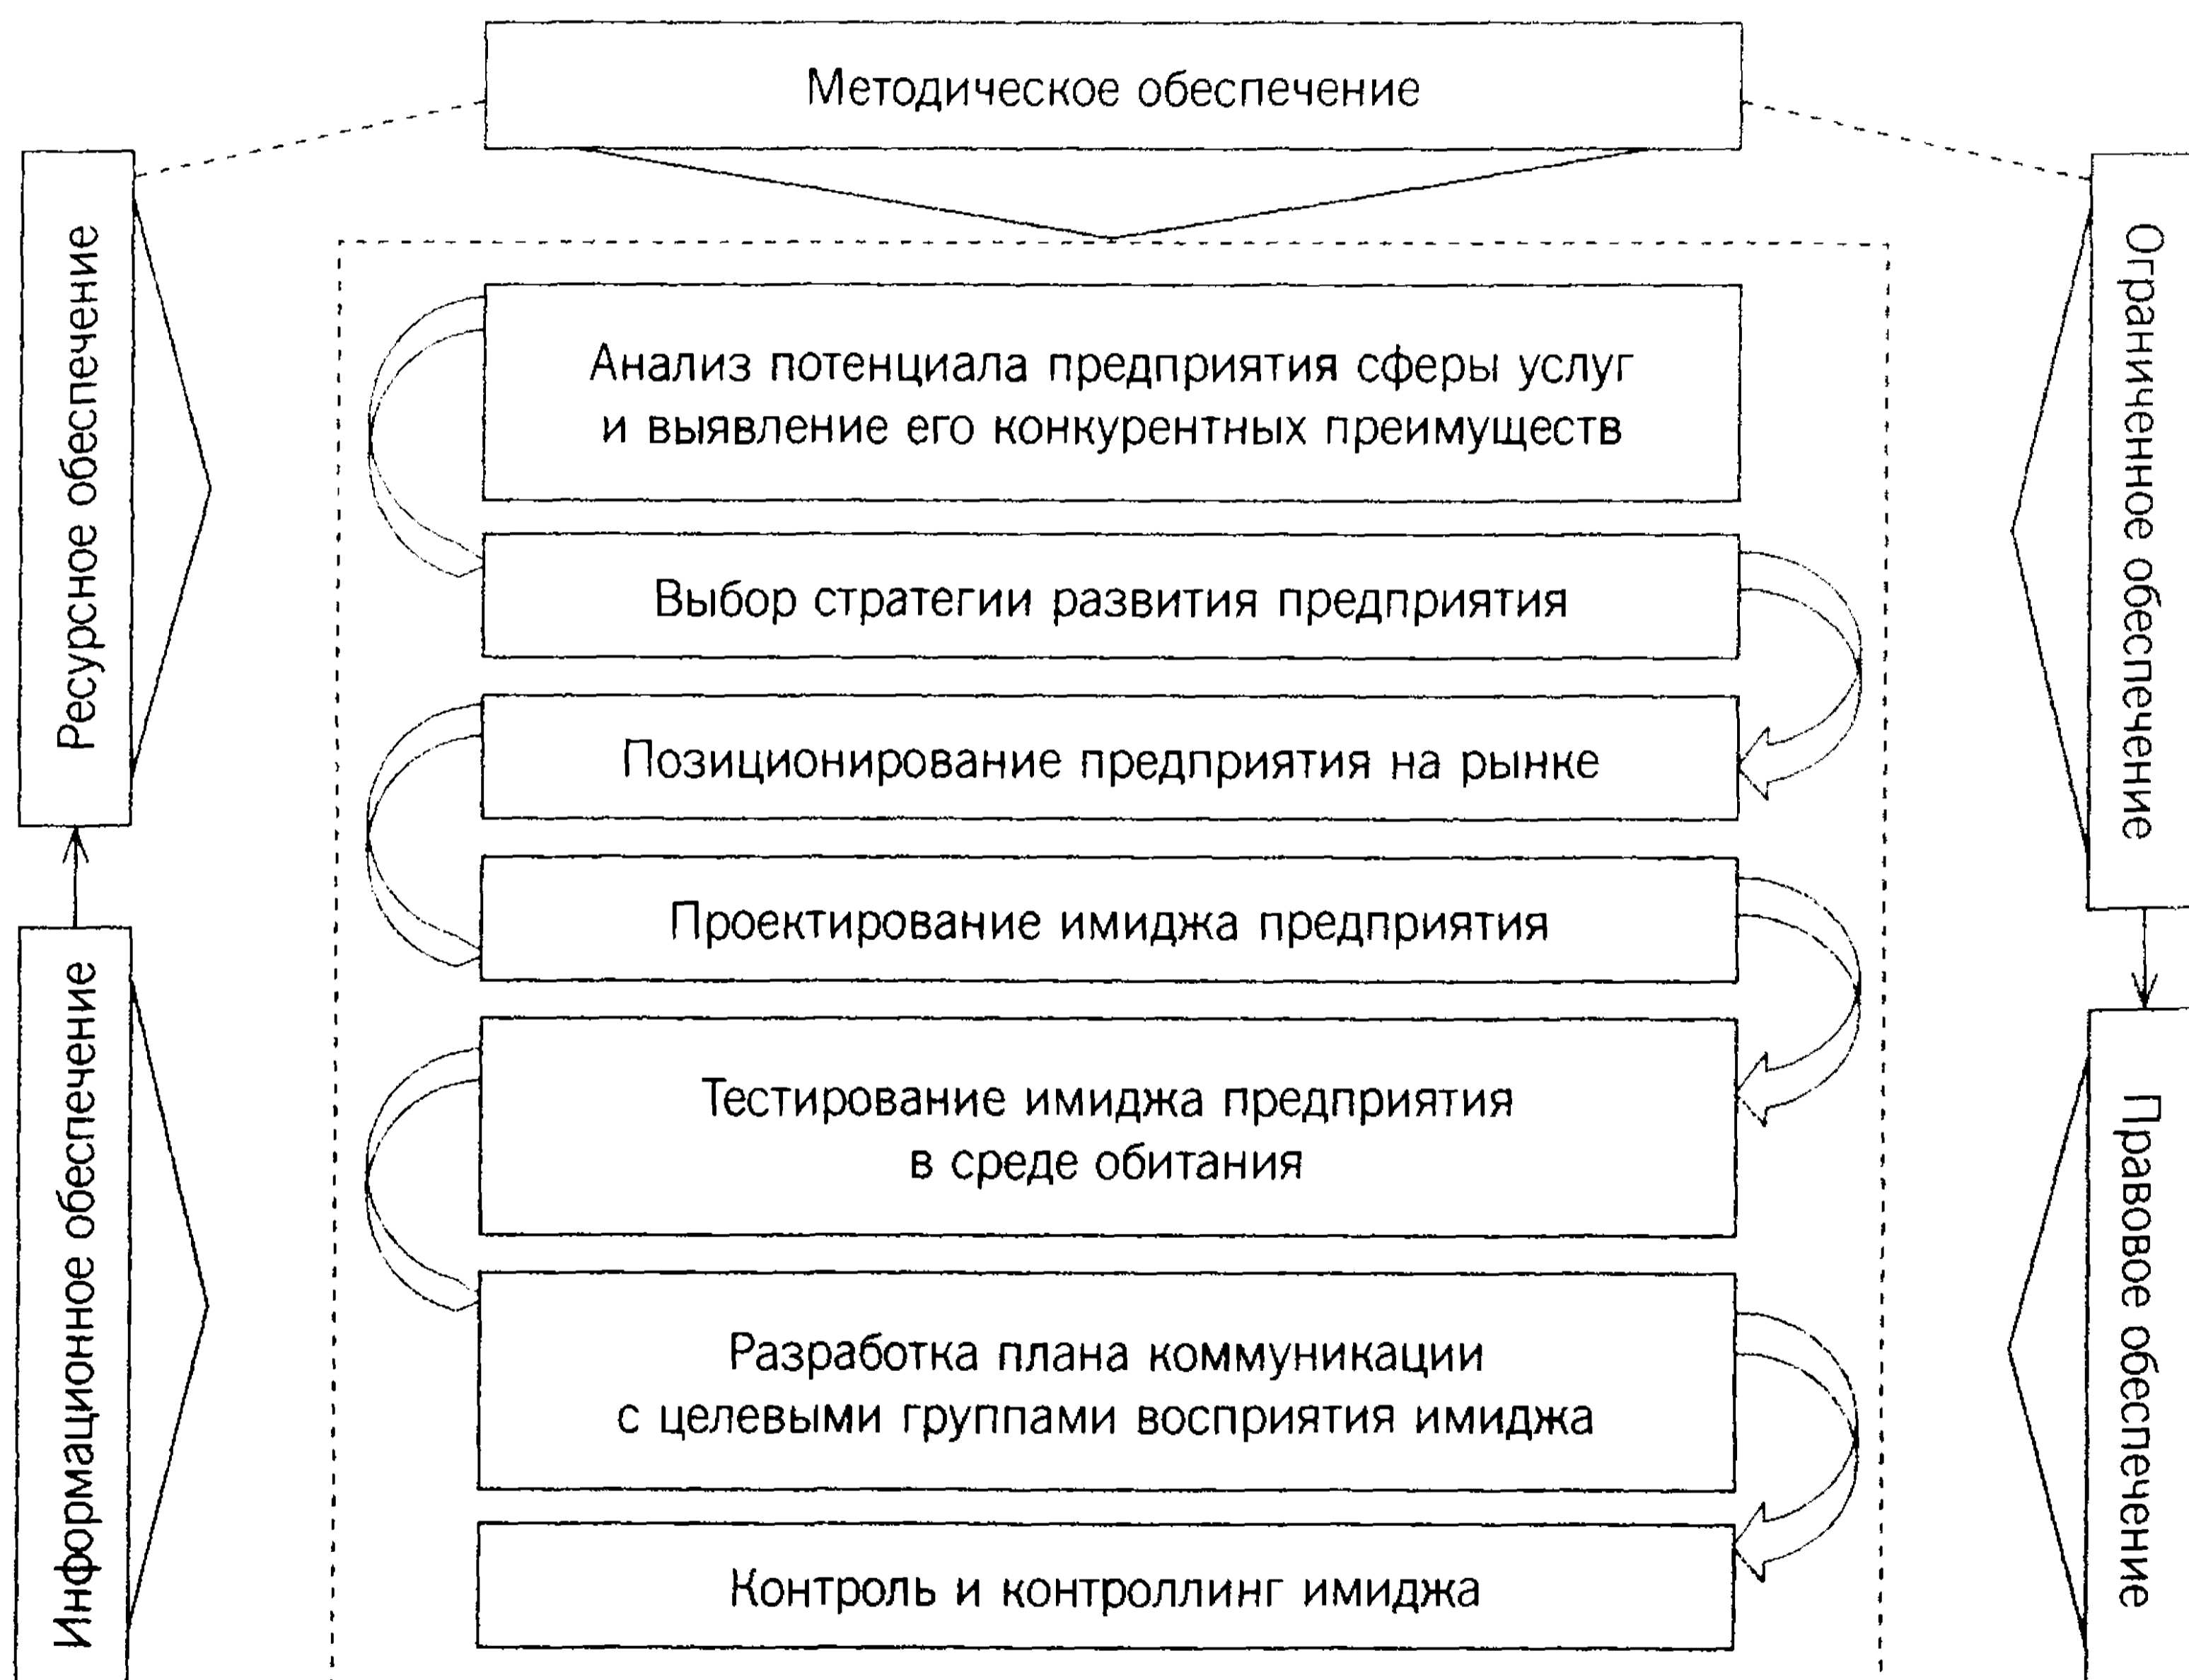 Методическое обеспечение
Ресурсное обеспечение
Информационное обеспечение
Анализ потенциала предприятия сферы услуг
и выявление его конкурентных преимуществ
Выбор стратегии развития предприятия
Позиционирование предприятия на рынке
Проектирование имиджа предприятия
Тестирование имиджа предприятия
в среде обитания
Разработка плана коммуникации
с целевыми группами восприятия имиджа
Контроль и контроллинг имиджа
Ограниченное обеспечение
Правовое обеспечение